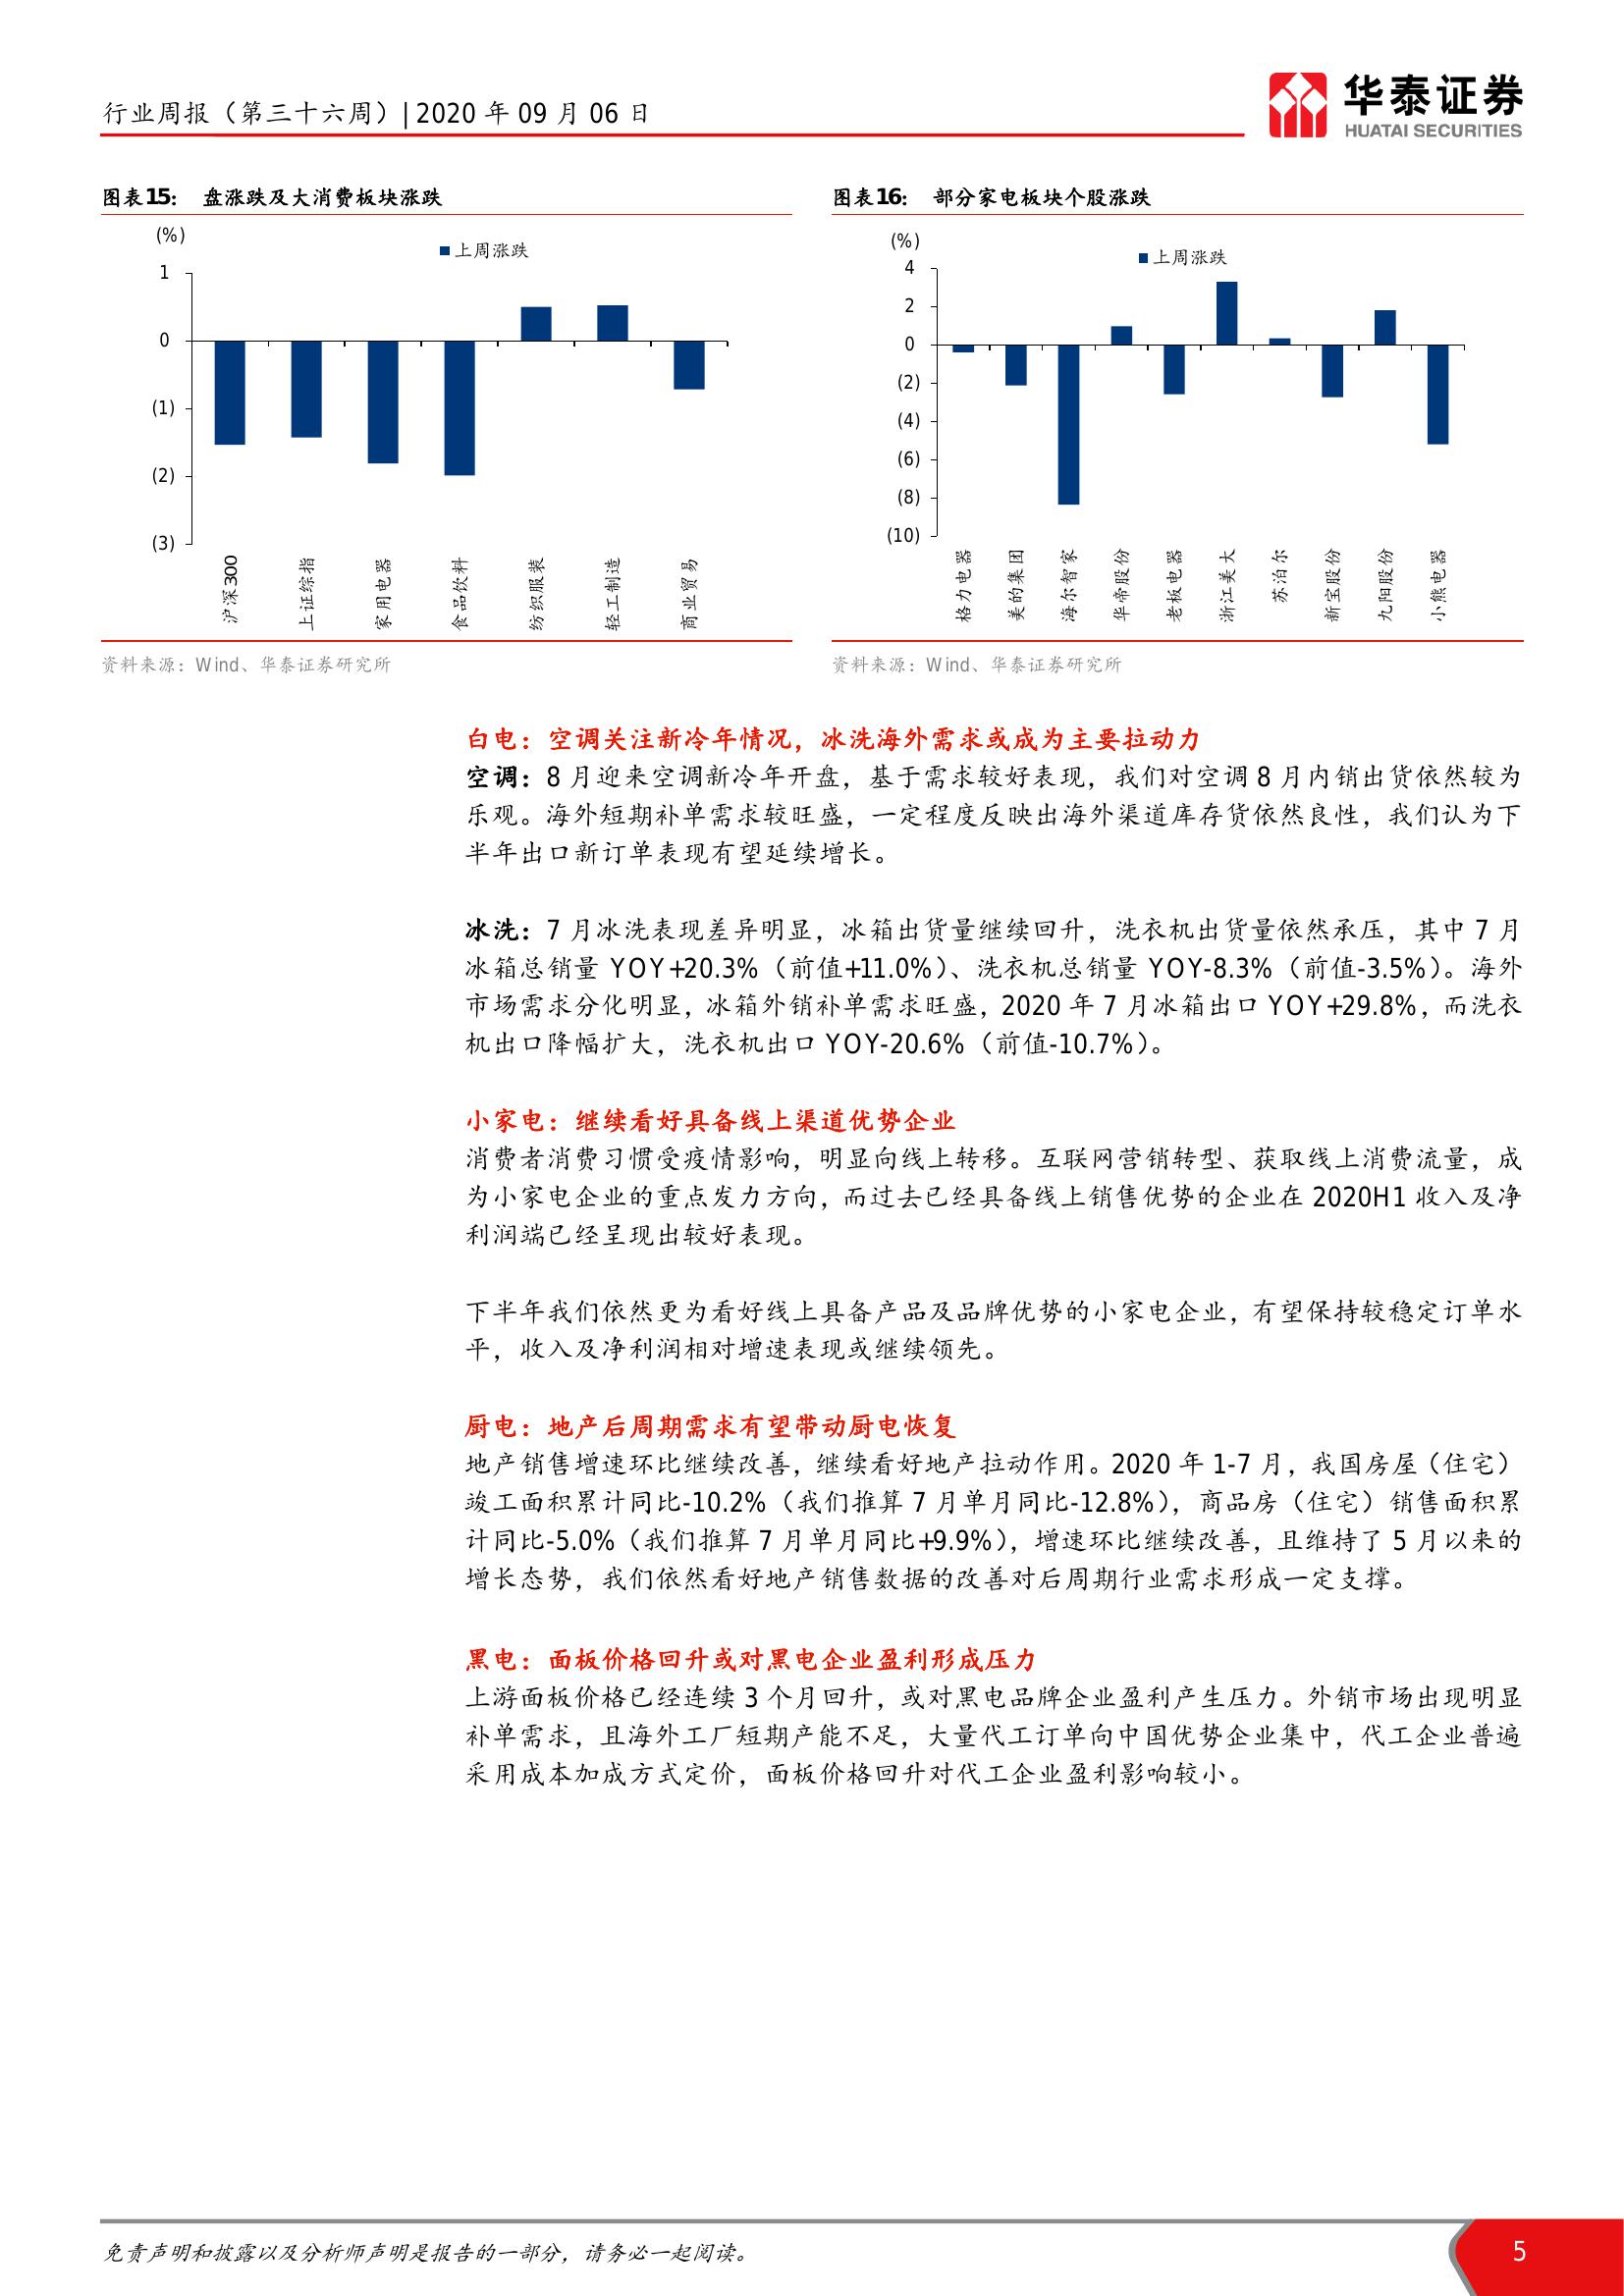 行业周报（第三十六周）| 2020 年 09 月 06 日
华泰证券
HUATAI SECURITIES
图表15： 盘涨跌及大消费板块涨跌
(%)
上周涨跌
1
0
(1)
(2)
(3)
沪深300
上证综指
家用电器
食品饮料
纺织服装
轻工制造
商业贸易
资料来源：Wind、华泰证券研究所
图表16： 部分家电板块个股涨跌
(%)
上周涨跌
4
2
0
(2)
(4)
(6)
(8)
(10)
格力电器
美的集团
海尔智家
华帝股份
老板电器
浙江美大
苏泊尔
新宝股份
九阳股份
小熊电器
资料来源：Wind、华泰证券研究所
白电：空调关注新冷年情况，冰洗海外需求或成为主要拉动力
空调：8 月迎来空调新冷年开盘，基于需求较好表现，我们对空调 8 月内销出货依然较为
乐观。海外短期补单需求较旺盛，一定程度反映出海外渠道库存货依然良性，我们认为下
半年出口新订单表现有望延续增长。
冰洗：7 月冰洗表现差异明显，冰箱出货量继续回升，洗衣机出货量依然承压，其中 7 月
冰箱总销量 YOY+20.3%（前值+11.0%）、洗衣机总销量 YOY-8.3%（前值-3.5%）。海外
市场需求分化明显，冰箱外销补单需求旺盛，2020 年 7 月冰箱出口 YOY+29.8%，而洗衣
机出口降幅扩大，洗衣机出口 YOY-20.6%（前值-10.7%）。
小家电：继续看好具备线上渠道优势企业
消费者消费习惯受疫情影响，明显向线上转移。互联网营销转型、获取线上消费流量，成
为小家电企业的重点发力方向，而过去已经具备线上销售优势的企业在 2020H1 收入及净
利润端已经呈现出较好表现。
下半年我们依然更为看好线上具备产品及品牌优势的小家电企业，有望保持较稳定订单水
平，收入及净利润相对增速表现或继续领先。
厨电：地产后周期需求有望带动厨电恢复
地产销售增速环比继续改善，继续看好地产拉动作用。2020 年 1-7 月，我国房屋（住宅）
竣工面积累计同比-10.2%（我们推算 7 月单月同比-12.8%），商品房（住宅）销售面积累
计同比-5.0%（我们推算 7 月单月同比+9.9%），增速环比继续改善，且维持了 5 月以来的
增长态势，我们依然看好地产销售数据的改善对后周期行业需求形成一定支撑。
黑电：面板价格回升或对黑电企业盈利形成压力
上游面板价格已经连续 3 个月回升，或对黑电品牌企业盈利产生压力。外销市场出现明显
补单需求，且海外工厂短期产能不足，大量代工订单向中国优势企业集中，代工企业普遍
采用成本加成方式定价，面板价格回升对代工企业盈利影响较小。
免责声明和披露以及分析师声明是报告的一部分，请务必一起阅读。
5